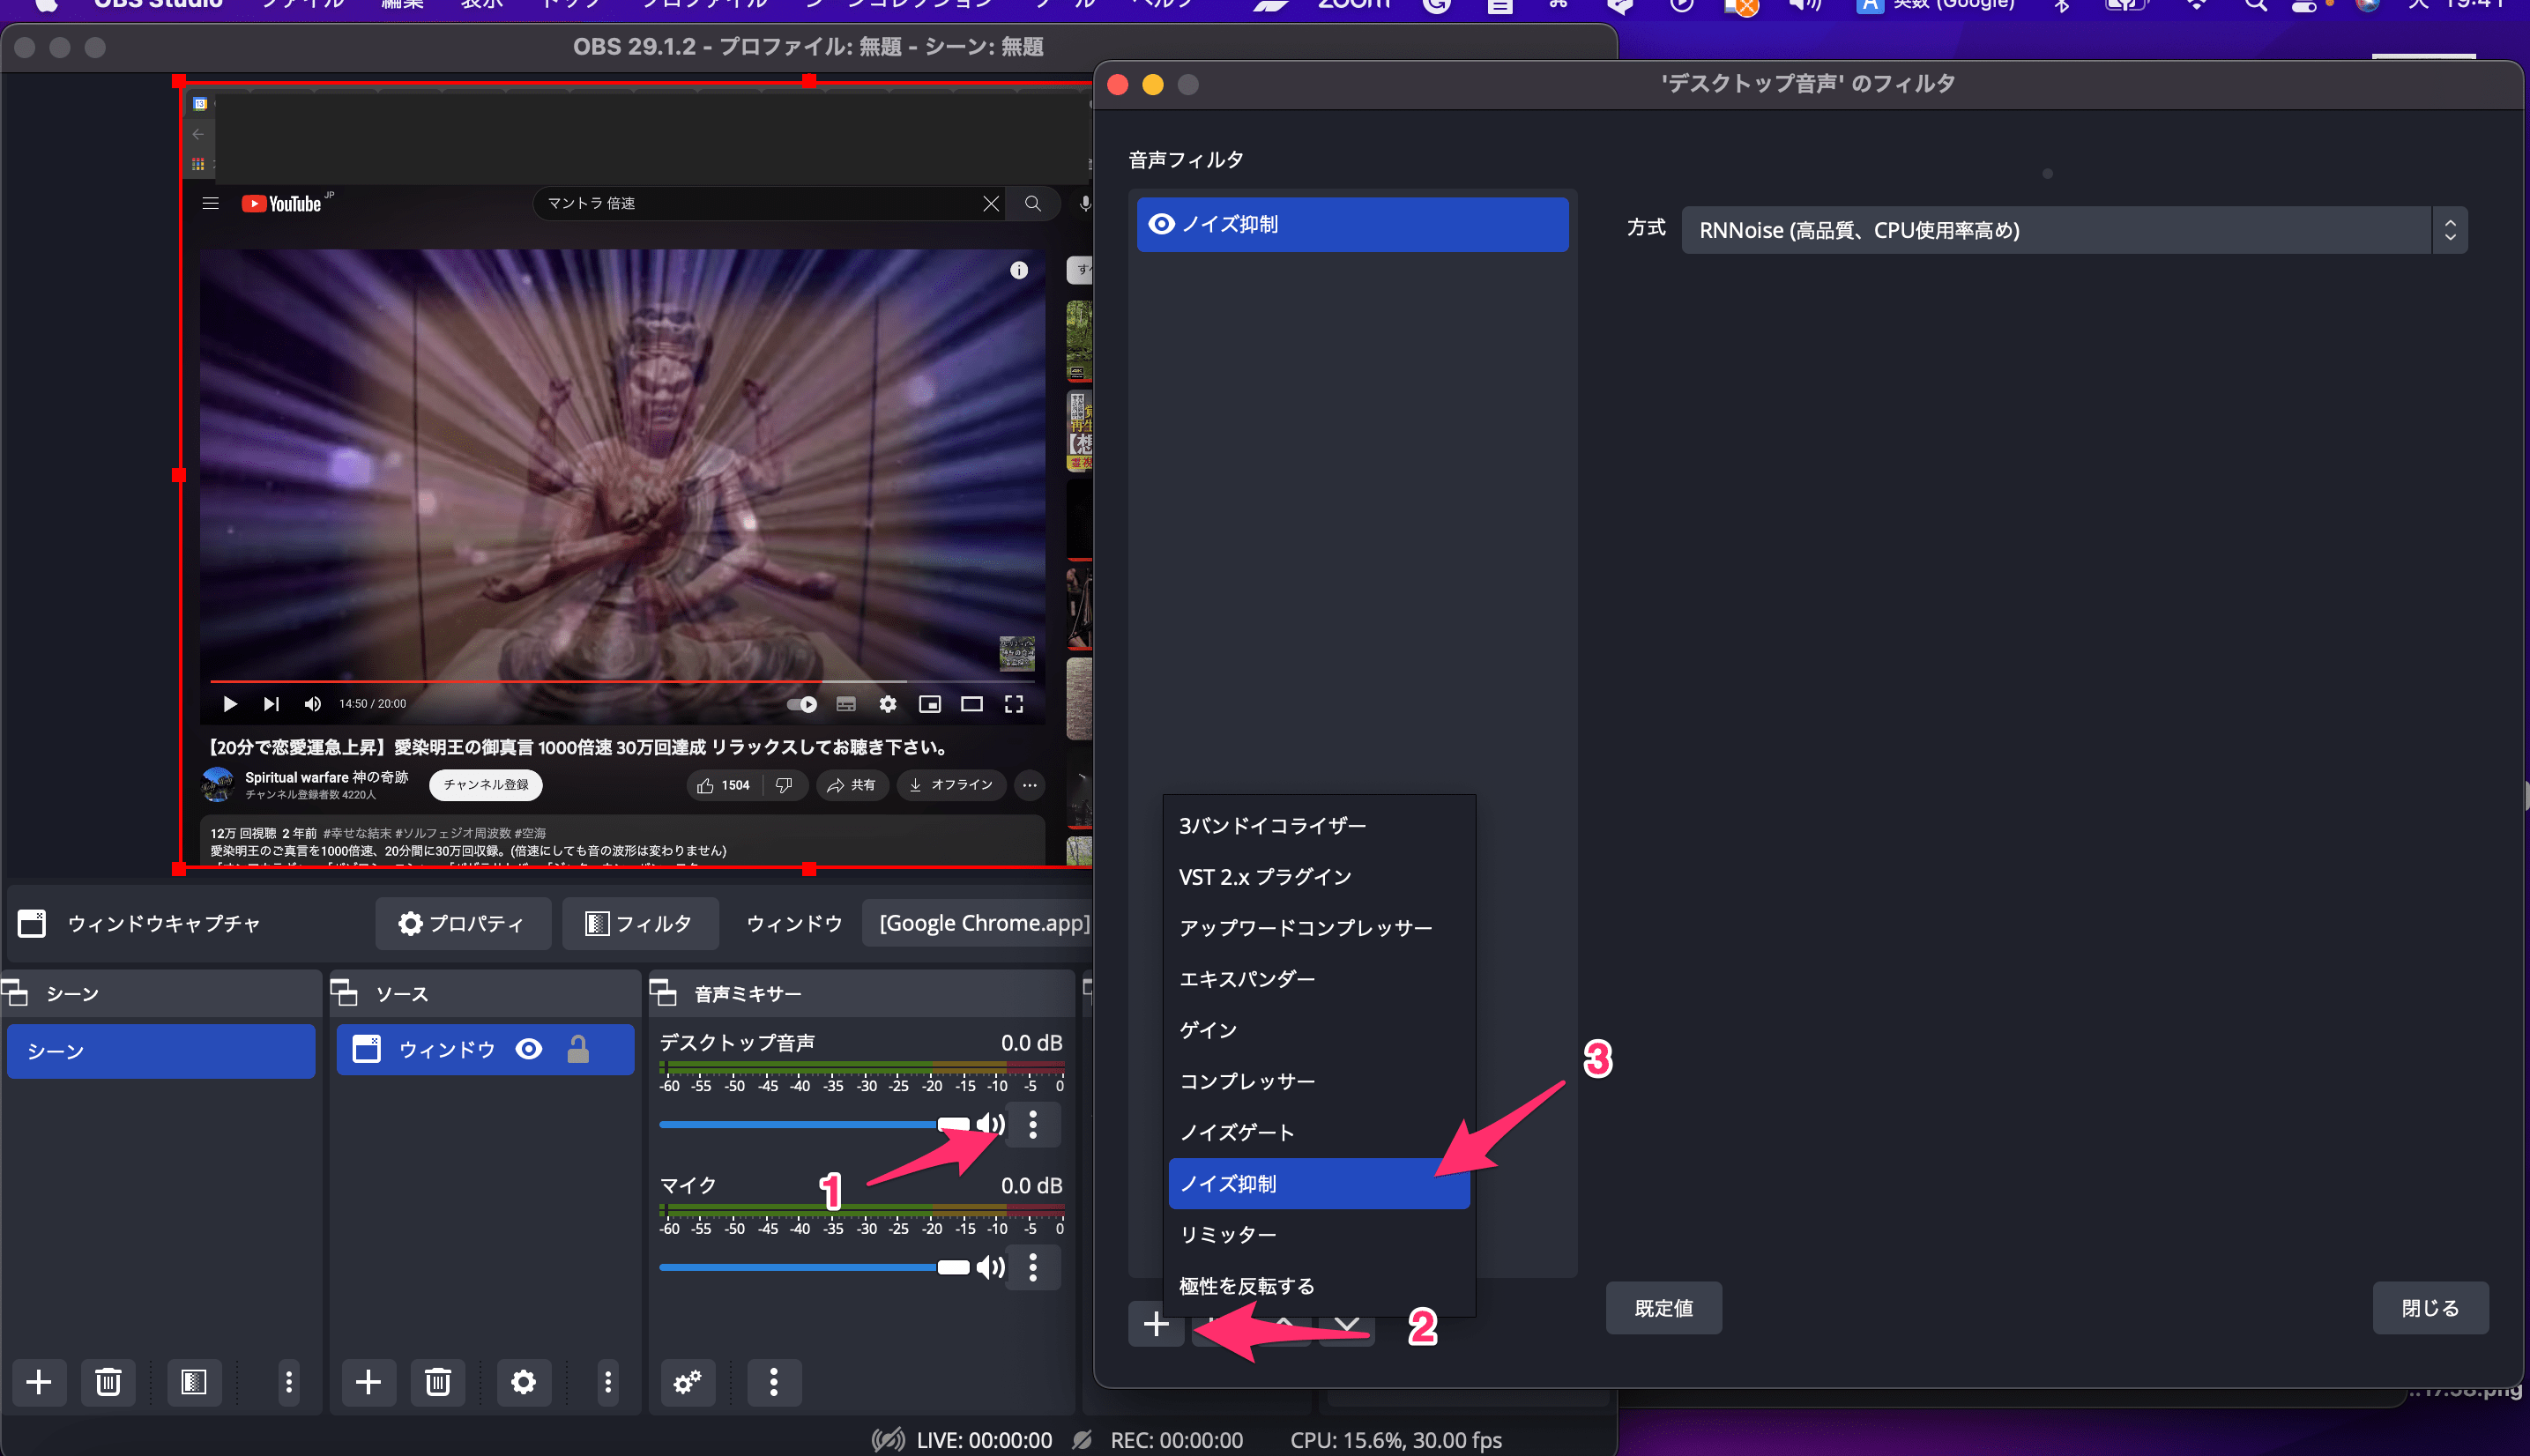 OBS Studio ファイル 編集 表示 ドック プロファイル シーンコレクション ツール ヘルプ
zoom
英数 (Google)
火 19:41
OBS 29.1.2 - プロファイル: 無題 - シーン: 無題
YouTube JP
マントラ 倍速
14:50 / 20:00
【20分で恋愛運急上昇】愛染明王の御真言 1000倍速 30万回達成 リラックスしてお聴き下さい。
Spiritual warfare 神の奇跡
チャンネル登録者数 4220人
チャンネル登録
1504
共有
オフライン
12万 回視聴 2 年前 #幸せな結末 #ソルフェジオ周波数 #空海
愛染明王のご真言を1000倍速、20分間に30万回収録。(倍速にしても音の波形は変わりません)
ウィンドウキャプチャ
プロパティ
フィルタ
ウィンドウ
[Google Chrome.app]
シーン
シーン
ソース
ウィンドウ
音声ミキサー
デスクトップ音声 0.0 dB
-60 -55 -50 -45 -40 -35 -30 -25 -20 -15 -10 -5 0
1
マイク 0.0 dB
-60 -55 -50 -45 -40 -35 -30 -25 -20 -15 -10 -5 0
LIVE: 00:00:00 REC: 00:00:00 CPU: 15.6%, 30.00 fps
'デスクトップ音声' のフィルタ
音声フィルタ
ノイズ抑制
方式 RNNoise (高品質、CPU使用率高め)
3バンドイコライザー
VST 2.x プラグイン
アップワードコンプレッサー
エキスパンダー
ゲイン
コンプレッサー
ノイズゲート
ノイズ抑制
リミッター
極性を反転する
3
2
既定値
閉じる